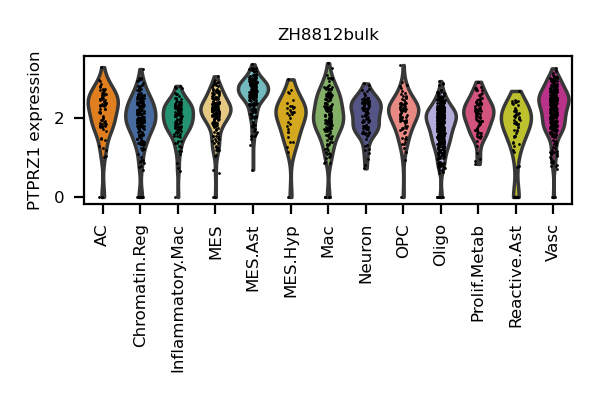 ZH8812bulk
PTPRZ1 expression
2
0
AC
Chromatin.Reg
Inflammatory.Mac
MES
MES.Ast
MES.Hyp
Mac
Neuron
OPC
Oligo
Prolif.Metab
Reactive.Ast
Vasc